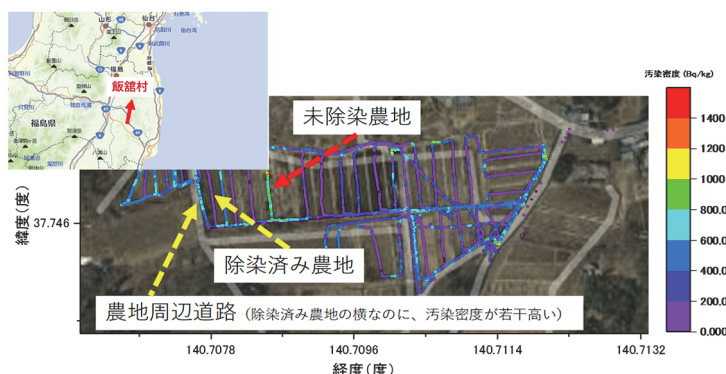 山形
仙台
仙台湾
福島
飯舘村
福島県
未除染農地
除染済み農地
農地周辺道路(除染済み農地の横なのに、汚染密度が若干高い)
緯度(度)
37.746
140.7078
140.7096
140.7114
140.7132
経度(度)
汚染密度(Bq/kg)
1400
1200
1000
800.0
600.0
400.0
200.0
0.000